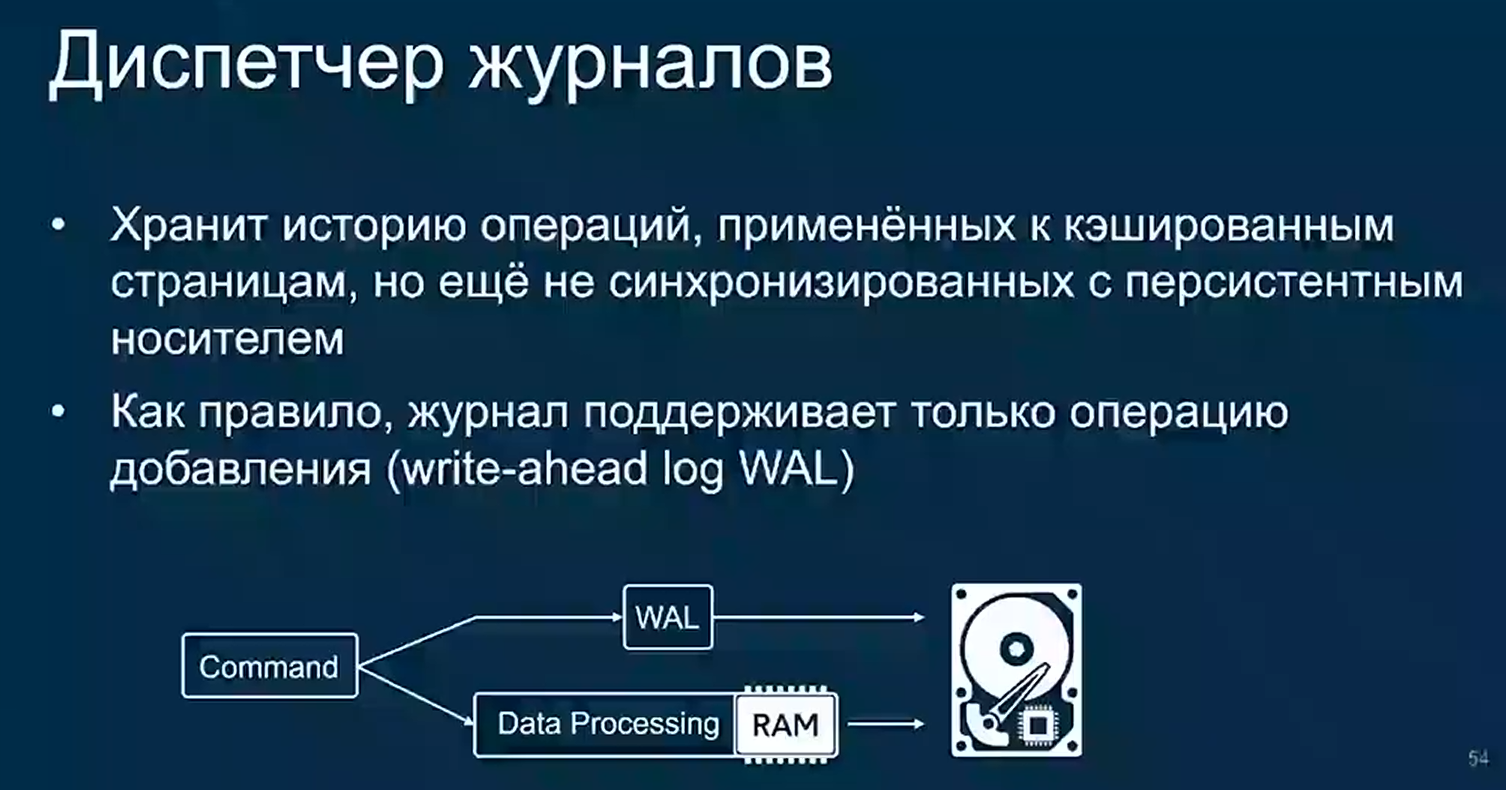 Диспетчер журналов
• Хранит историю операций, применённых к кэшированным
страницам, но ещё не синхронизированных с персистентным
носителем
• Как правило, журнал поддерживает только операцию
добавления (write-ahead log WAL)
WAL
Command
Data Processing RAM
54